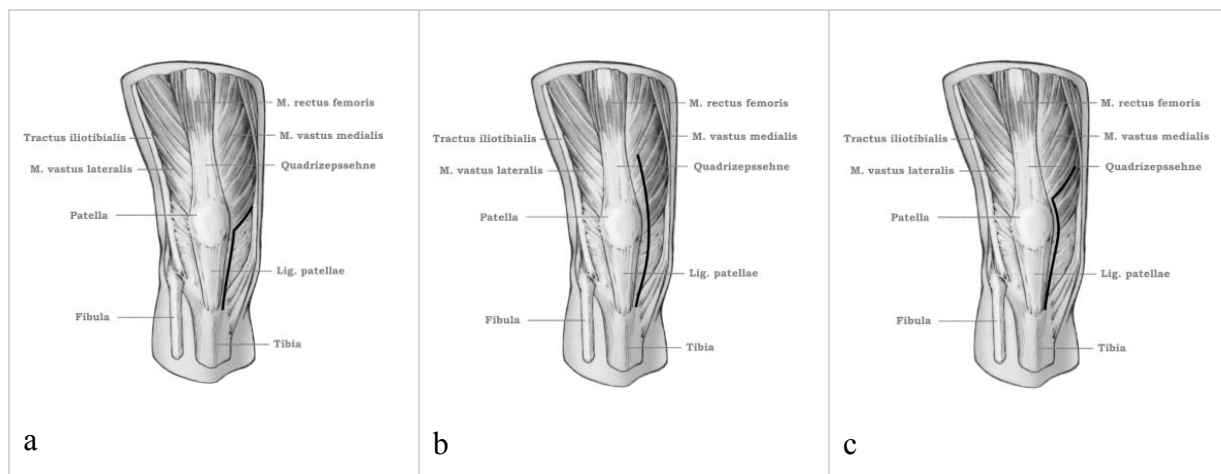 M. rectus femoris
Tractus iliotibialis
M. vastus medialis
M. vastus lateralis
Quadrizepssehne
Patella
Lig. patellae
Fibula
Tibia
a
M. rectus femoris
Tractus iliotibialis
M. vastus medialis
M. vastus lateralis
Quadrizepssehne
Patella
Lig. patellae
Fibula
Tibia
b
M. rectus femoris
Tractus iliotibialis
M. vastus medialis
M. vastus lateralis
Quadrizepssehne
Patella
Lig. patellae
Fibula
Tibia
c